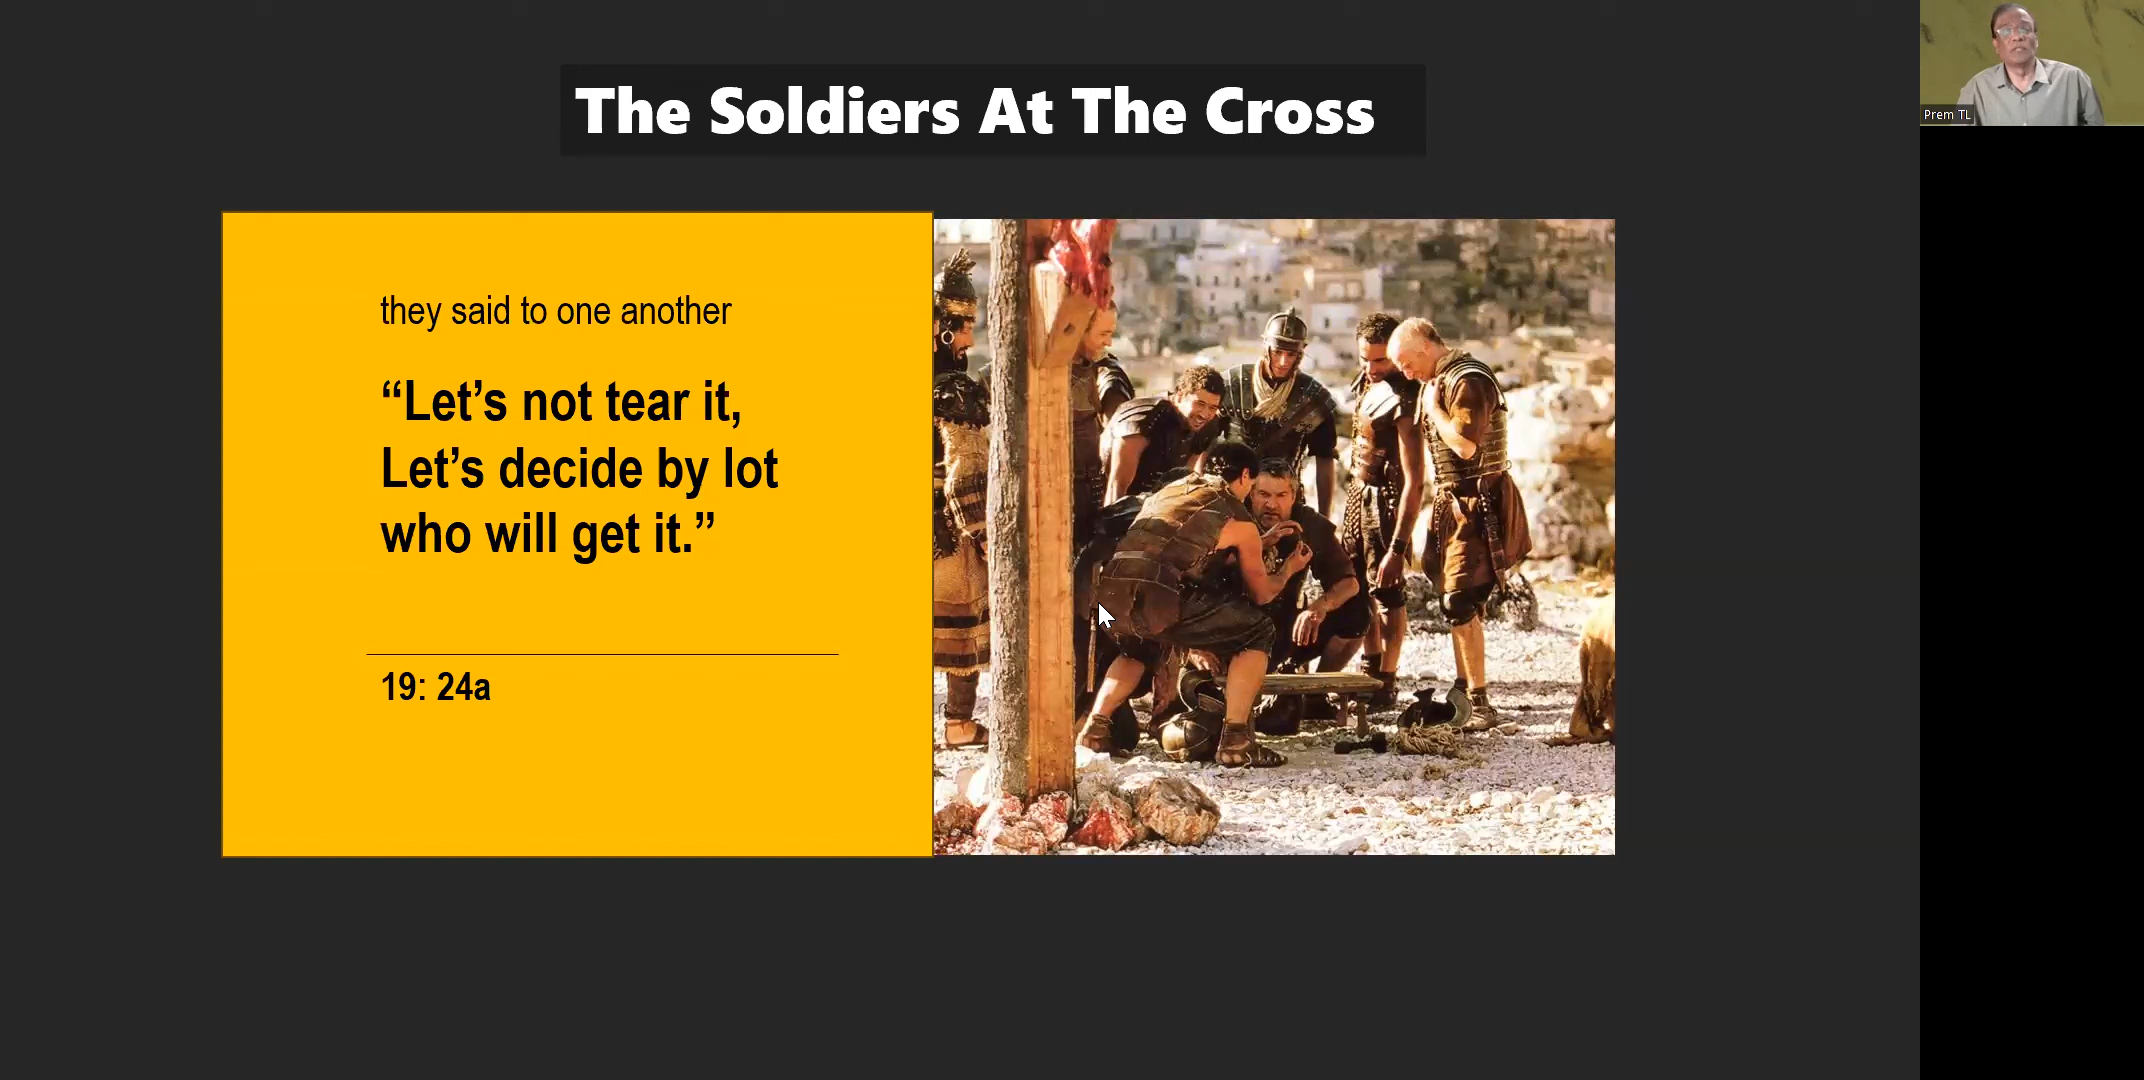 The Soldiers At The Cross
they said to one another
“Let’s not tear it,
Let’s decide by lot
who will get it.”
19: 24a
Prem TL